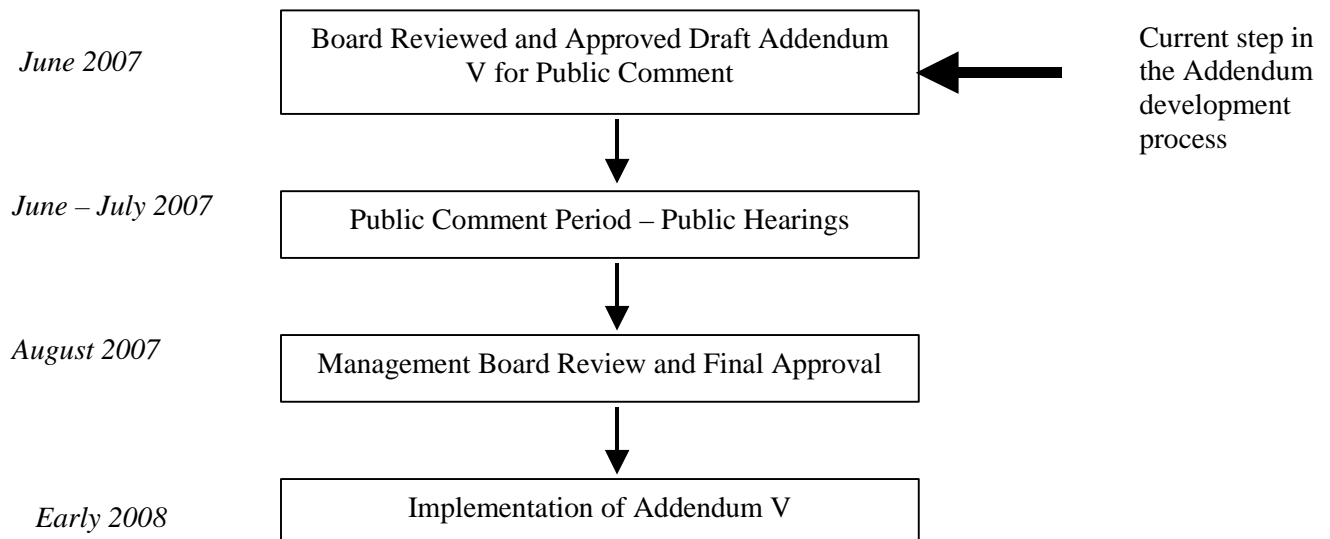 June 2007
Board Reviewed and Approved Draft Addendum
V for Public Comment
Current step in
the Addendum
development
process
June – July 2007
Public Comment Period – Public Hearings
August 2007
Management Board Review and Final Approval
Early 2008
Implementation of Addendum V